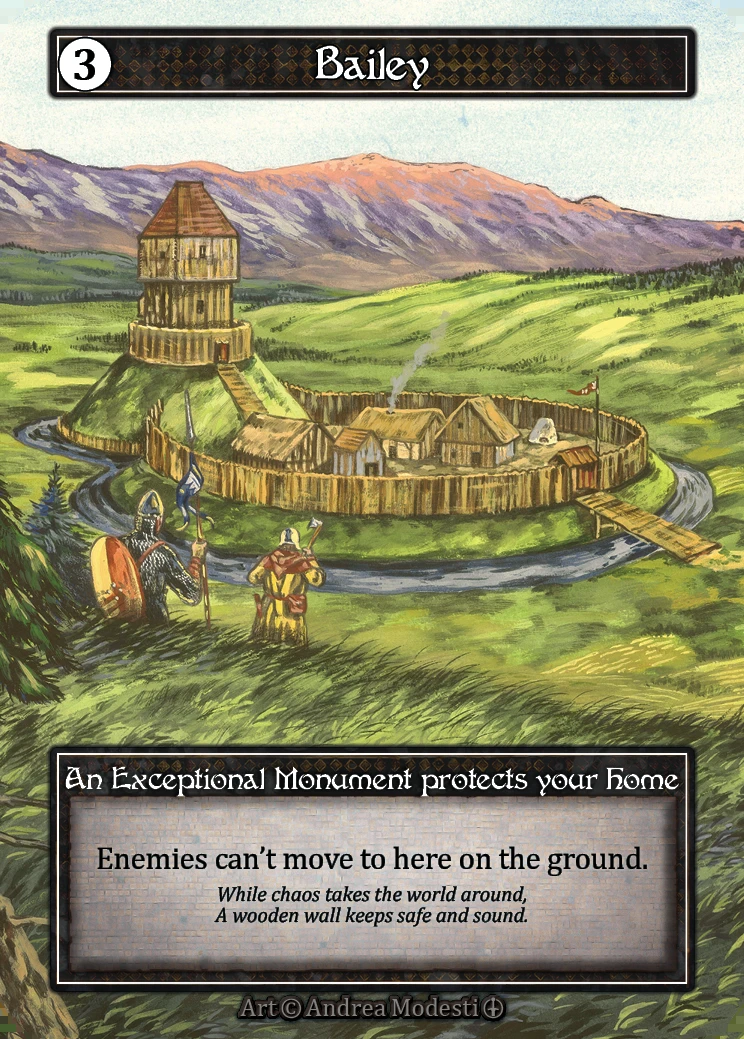 3
Bailey
An Exceptional Monument protects your Home
Enemies can't move to here on the ground.
While chaos takes the world around,
A wooden wall keeps safe and sound.
Art © Andrea Modesti